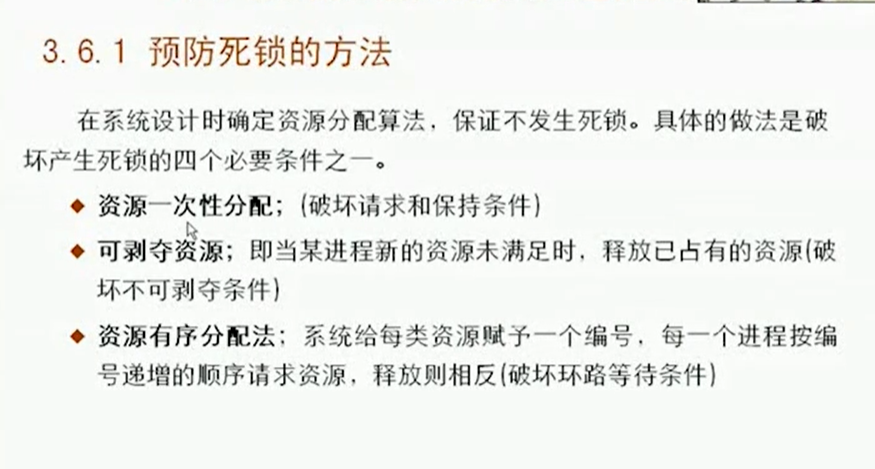 3.6.1 预防死锁的方法
在系统设计时确定资源分配算法，保证不发生死锁。具体的做法是破
坏产生死锁的四个必要条件之一。
◆ 资源一次性分配；(破坏请求和保持条件)
◆ 可剥夺资源；即当某进程新的资源未满足时，释放已占有的资源(破
坏不可剥夺条件)
◆ 资源有序分配法；系统给每类资源赋予一个编号，每一个进程按编
号递增的顺序请求资源，释放则相反(破坏环路等待条件)